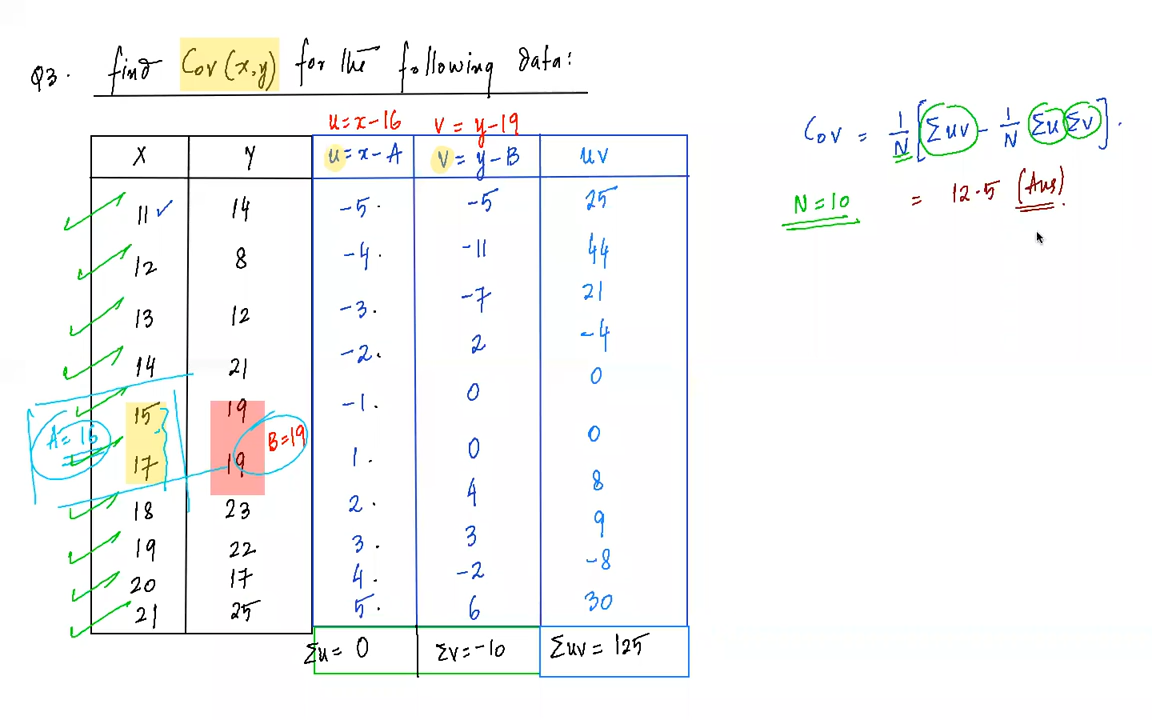 Q3. find Cov(x,y) for the following data:
u=x-16 v = y-19
X Y u=x-A v=y-B uv
11 14 -5 -5 25
12 8 -4 -11 44
13 12 -3 -7 21
14 21 -2 2 -4
15 19 -1 0 0
17 19 1 0 0
18 23 2 4 8
19 22 3 3 9
20 17 4 -2 -8
21 25 5 6 30
Σu= 0 Σv=-10 Σuv = 125
A=16
B=19
Cov = 1/N [Σuv - 1/N Σu Σv].
N=10 = 12.5 (Ans).